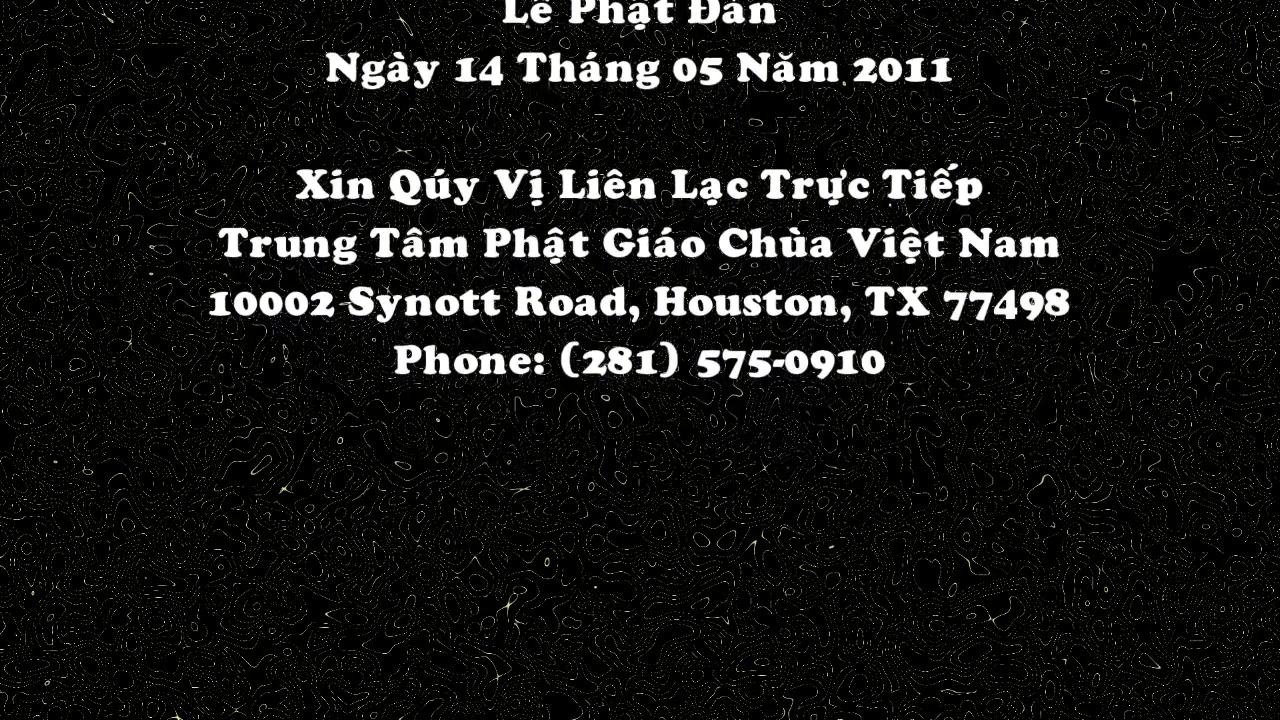 Lễ Phật Đản
Ngày 14 Tháng 05 Năm 2011
Xin Qúy Vị Liên Lạc Trực Tiếp
Trung Tâm Phật Giáo Chùa Việt Nam
10002 Synott Road, Houston, TX 77498
Phone: (281) 575-0910